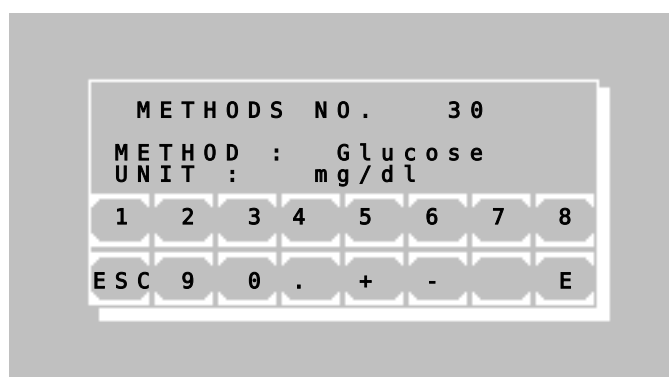 METHODS NO. 30
METHOD : Glucose
UNIT : mg/dl
1 2 3 4 5 6 7 8
ESC 9 0 . + - E